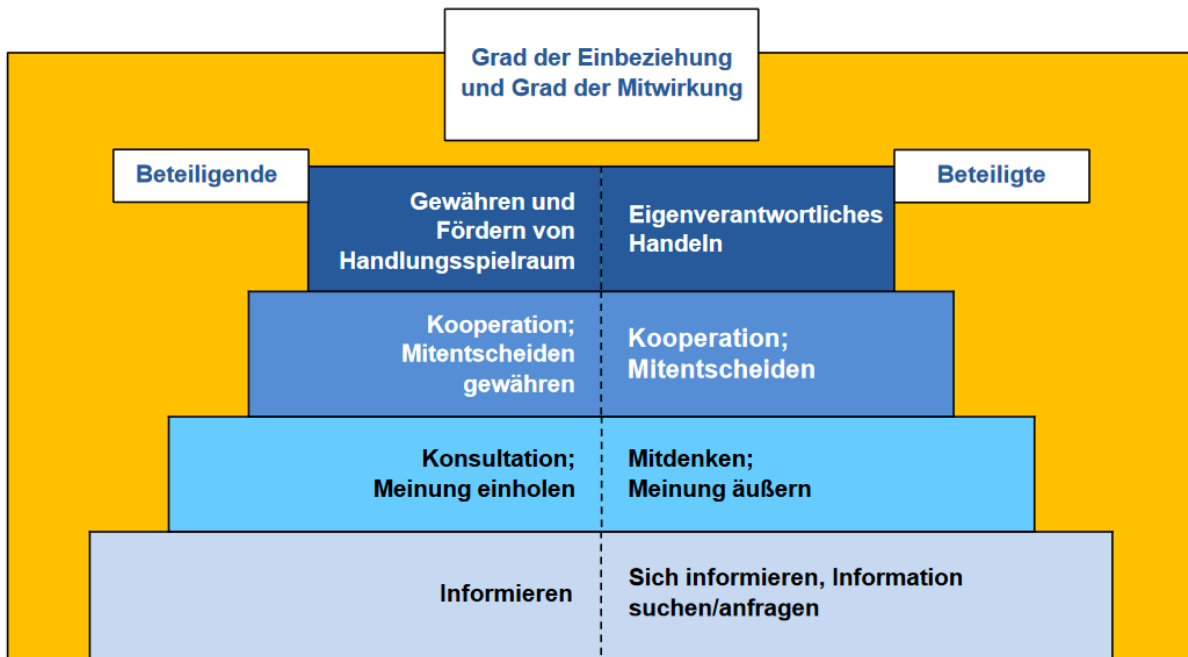 Grad der Einbeziehung
und Grad der Mitwirkung
Beteiligende
Beteiligte
Gewähren und
Fördern von
Handlungsspielraum
Eigenverantwortliches
Handeln
Kooperation;
Mitentscheiden
gewähren
Kooperation;
Mitentscheiden
Konsultation;
Meinung einholen
Mitdenken;
Meinung äußern
Informieren
Sich informieren, Information
suchen/anfragen